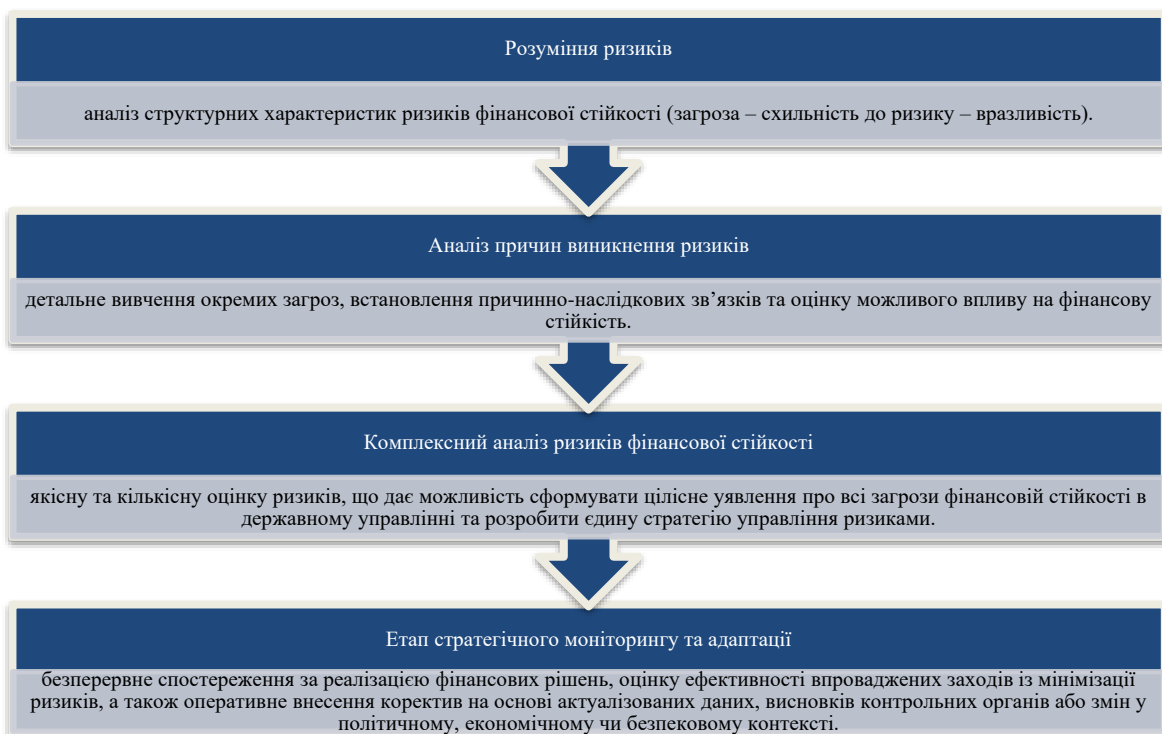 Розуміння ризиків
аналіз структурних характеристик ризиків фінансової стійкості (загроза – схильність до ризику – вразливість).
Аналіз причин виникнення ризиків
детальне вивчення окремих загроз, встановлення причинно-наслідкових зв’язків та оцінку можливого впливу на фінансову
стійкість.
Комплексний аналіз ризиків фінансової стійкості
якісну та кількісну оцінку ризиків, що дає можливість сформувати цілісне уявлення про всі загрози фінансовій стійкості в
державному управлінні та розробити єдину стратегію управління ризиками.
Етап стратегічного моніторингу та адаптації
безперервне спостереження за реалізацією фінансових рішень, оцінку ефективності впроваджених заходів із мінімізації
ризиків, а також оперативне внесення коректив на основі актуалізованих даних, висновків контрольних органів або змін у
політичному, економічному чи безпековому контексті.